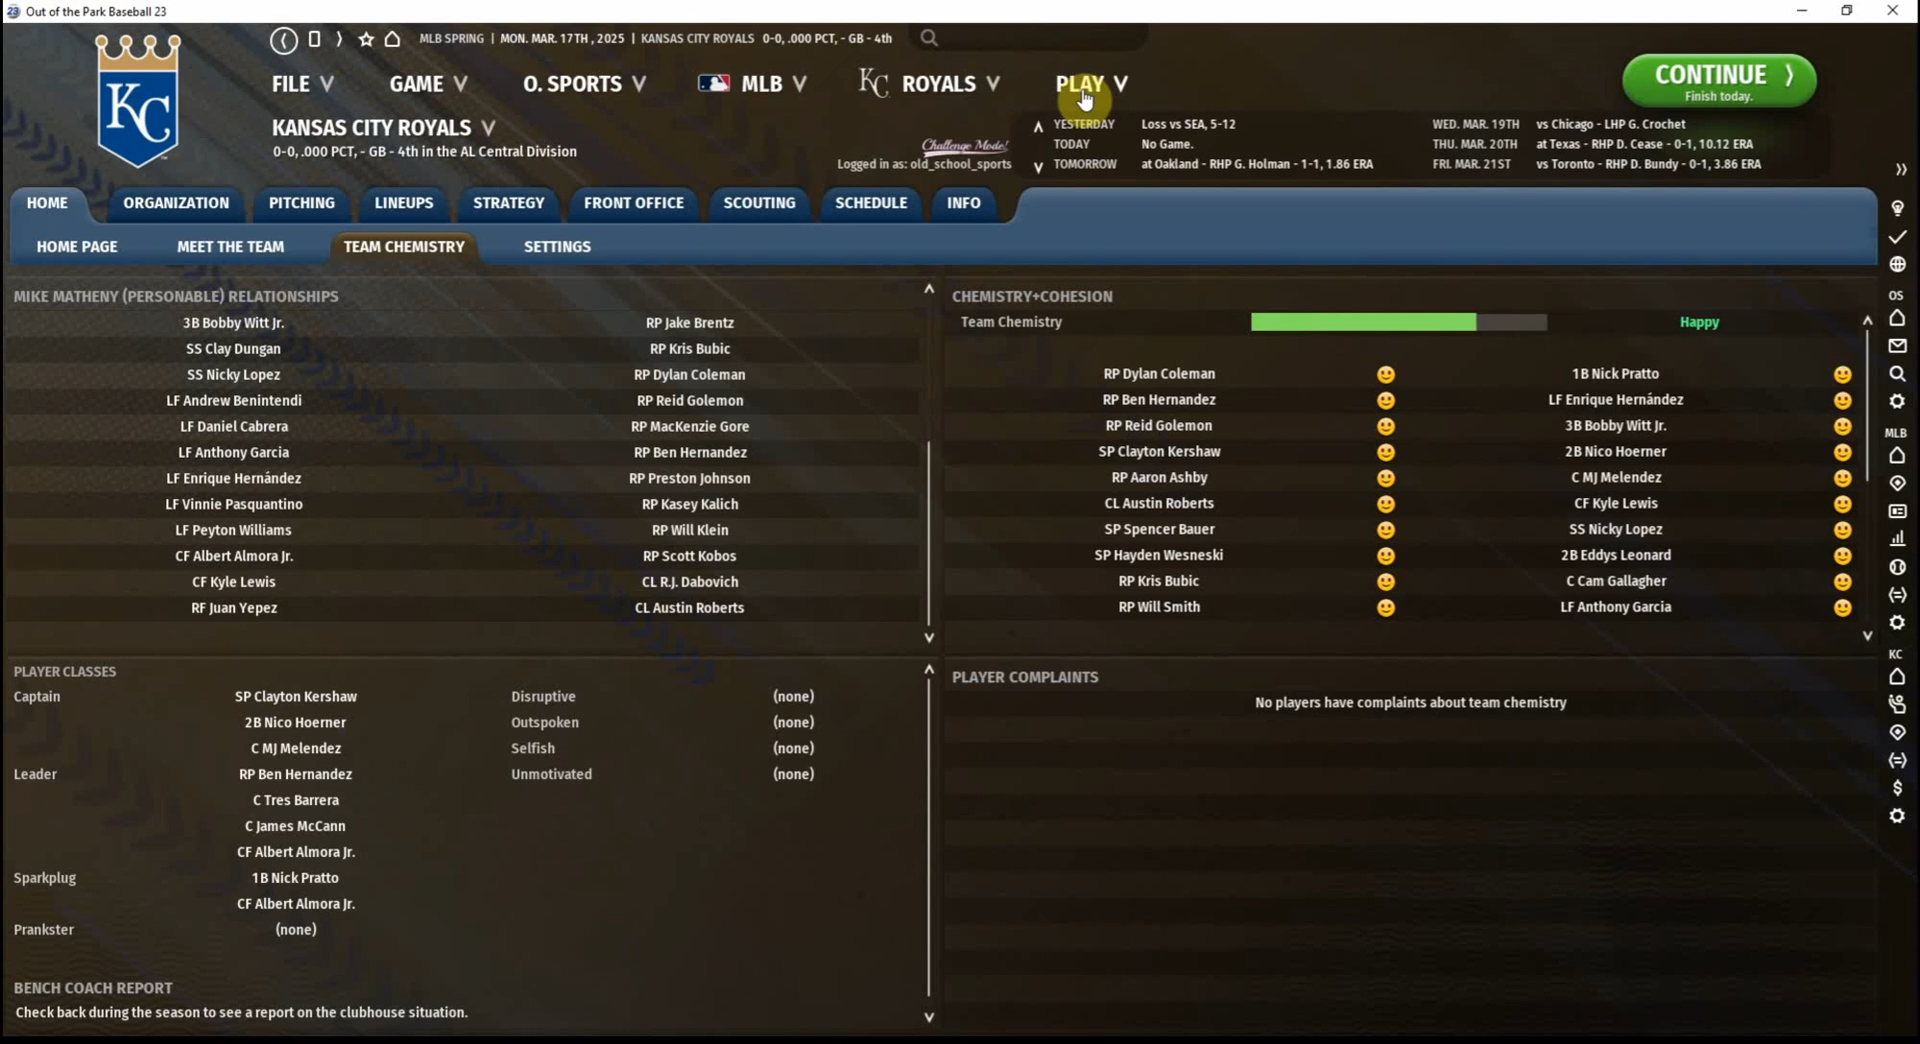 23 Out of the Park Baseball 23
MLB SPRING | MON. MAR. 17TH , 2025 | KANSAS CITY ROYALS 0-0, .000 PCT, - GB - 4th
FILE GAME O. SPORTS MLB KC ROYALS PLAY
CONTINUE
Finish today.
KC
KANSAS CITY ROYALS
0-0, .000 PCT, - GB - 4th in the AL Central Division
Challenge Mode!
Logged in as: old_school_sports
YESTERDAY Loss vs SEA, 5-12 WED. MAR. 19TH vs Chicago - LHP G. Crochet
TODAY No Game. THU. MAR. 20TH at Texas - RHP D. Cease - 0-1, 10.12 ERA
TOMORROW at Oakland - RHP G. Holman - 1-1, 1.86 ERA FRI. MAR. 21ST vs Toronto - RHP D. Bundy - 0-1, 3.86 ERA
HOME ORGANIZATION PITCHING LINEUPS STRATEGY FRONT OFFICE SCOUTING SCHEDULE INFO
HOME PAGE MEET THE TEAM TEAM CHEMISTRY SETTINGS
MIKE MATHENY (PERSONABLE) RELATIONSHIPS
3B Bobby Witt Jr. RP Jake Brentz
SS Clay Dungan RP Kris Bubic
SS Nicky Lopez RP Dylan Coleman
LF Andrew Benintendi RP Reid Golemon
LF Daniel Cabrera RP MacKenzie Gore
LF Anthony Garcia RP Ben Hernandez
LF Enrique Hernández RP Preston Johnson
LF Vinnie Pasquantino RP Kasey Kalich
LF Peyton Williams RP Will Klein
CF Albert Almora Jr. RP Scott Kobos
CF Kyle Lewis CL R.J. Dabovich
RF Juan Yepez CL Austin Roberts
CHEMISTRY+COHESION
Team Chemistry Happy
RP Dylan Coleman 1B Nick Pratto
RP Ben Hernandez LF Enrique Hernández
RP Reid Golemon 3B Bobby Witt Jr.
SP Clayton Kershaw 2B Nico Hoerner
RP Aaron Ashby C MJ Melendez
CL Austin Roberts CF Kyle Lewis
SP Spencer Bauer SS Nicky Lopez
SP Hayden Wesneski 2B Eddys Leonard
RP Kris Bubic C Cam Gallagher
RP Will Smith LF Anthony Garcia
PLAYER CLASSES
Captain SP Clayton Kershaw Disruptive (none)
2B Nico Hoerner Outspoken (none)
C MJ Melendez Selfish (none)
Leader RP Ben Hernandez Unmotivated (none)
C Tres Barrera
C James McCann
CF Albert Almora Jr.
Sparkplug 1B Nick Pratto
CF Albert Almora Jr.
Prankster (none)
BENCH COACH REPORT
Check back during the season to see a report on the clubhouse situation.
PLAYER COMPLAINTS
No players have complaints about team chemistry
OS
MLB
KC
$